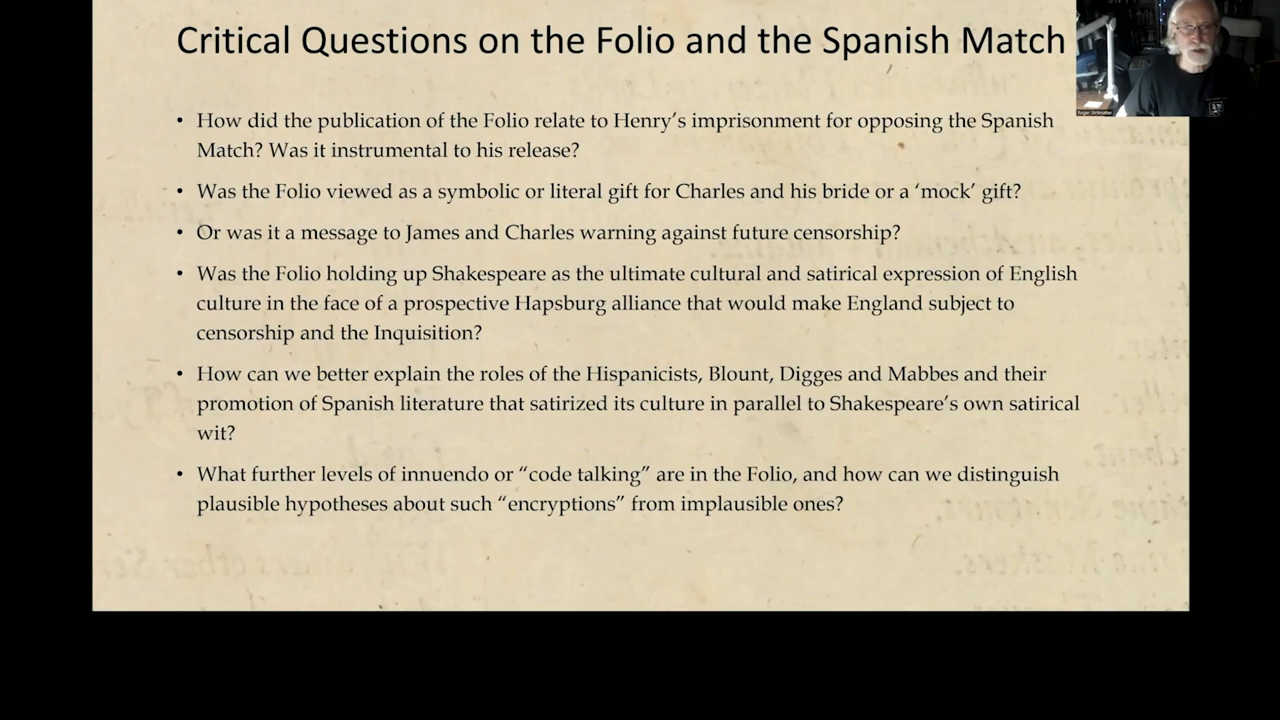 Critical Questions on the Folio and the Spanish Match
• How did the publication of the Folio relate to Henry’s imprisonment for opposing the Spanish
Match? Was it instrumental to his release?
• Was the Folio viewed as a symbolic or literal gift for Charles and his bride or a ‘mock’ gift?
• Or was it a message to James and Charles warning against future censorship?
• Was the Folio holding up Shakespeare as the ultimate cultural and satirical expression of English
culture in the face of a prospective Hapsburg alliance that would make England subject to
censorship and the Inquisition?
• How can we better explain the roles of the Hispanicists, Blount, Digges and Mabbes and their
promotion of Spanish literature that satirized its culture in parallel to Shakespeare’s own satirical
wit?
• What further levels of innuendo or “code talking” are in the Folio, and how can we distinguish
plausible hypotheses about such “encryptions” from implausible ones?